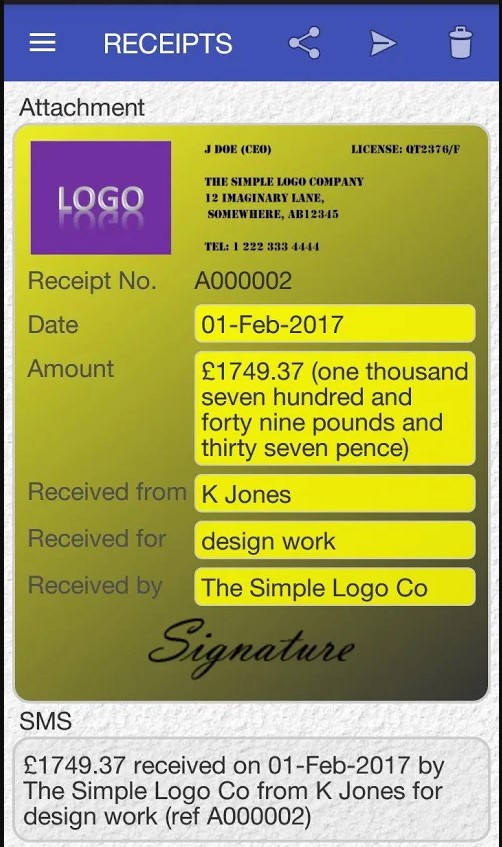 RECEIPTS
Attachment
LOGO
J DOE (CEO) LICENSE: QT2376/F
THE SIMPLE LOGO COMPANY
12 IMAGINARY LANE,
SOMEWHERE, AB12345
TEL: 1 222 333 4444
Receipt No. A000002
Date 01-Feb-2017
Amount £1749.37 (one thousand
seven hundred and
forty nine pounds and
thirty seven pence)
Received from K Jones
Received for design work
Received by The Simple Logo Co
Signature
SMS
£1749.37 received on 01-Feb-2017 by
The Simple Logo Co from K Jones for
design work (ref A000002)